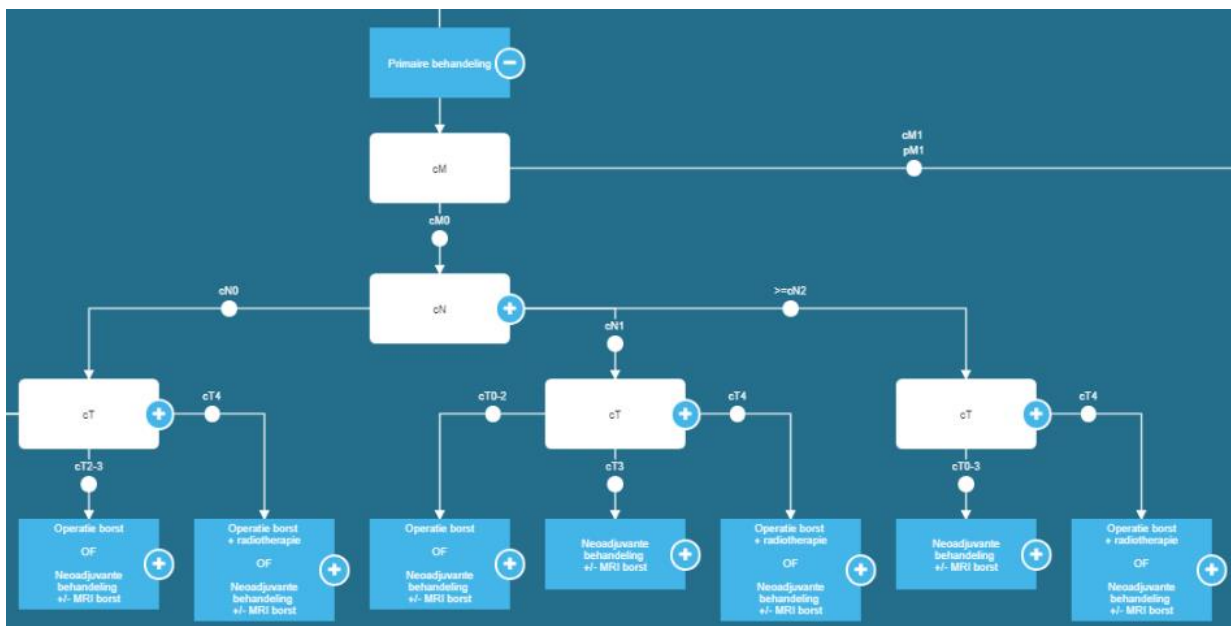 Primaire behandeling
cM1
pM1
cM
cM0
cN0
cN
>=cN2
cN1
cT
cT4
cT0-2
cT
cT4
cT
cT4
cT2-3
cT3
cT0-3
Operatie borst
OF
Neoadjuvante
behandeling
+/- MRI borst
Operatie borst
+ radiotherapie
OF
Neoadjuvante
behandeling
+/- MRI borst
Operatie borst
OF
Neoadjuvante
behandeling
+/- MRI borst
Neoadjuvante
behandeling
+/- MRI borst
Operatie borst
+ radiotherapie
OF
Neoadjuvante
behandeling
+/- MRI borst
Neoadjuvante
behandeling
+/- MRI borst
Operatie borst
+ radiotherapie
OF
Neoadjuvante
behandeling
+/- MRI borst